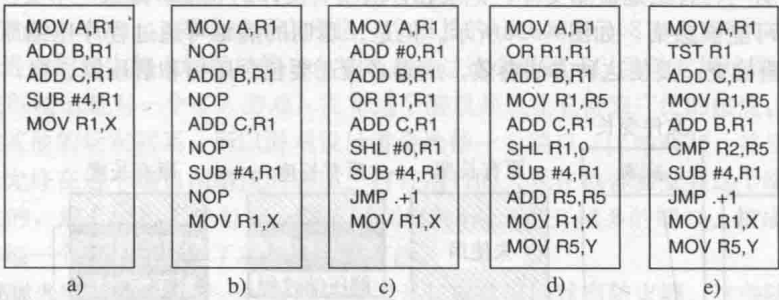 MOV A,R1
ADD B,R1
ADD C,R1
SUB #4,R1
MOV R1,X
a)
MOV A,R1
NOP
ADD B,R1
NOP
ADD C,R1
NOP
SUB #4,R1
NOP
MOV R1,X
b)
MOV A,R1
ADD #0,R1
ADD B,R1
OR R1,R1
ADD C,R1
SHL #0,R1
SUB #4,R1
JMP .+1
MOV R1,X
c)
MOV A,R1
OR R1,R1
ADD B,R1
MOV R1,R5
ADD C,R1
SHL R1,0
SUB #4,R1
ADD R5,R5
MOV R1,X
MOV R5,Y
d)
MOV A,R1
TST R1
ADD C,R1
MOV R1,R5
ADD B,R1
CMP R2,R5
SUB #4,R1
JMP .+1
MOV R1,X
MOV R5,Y
e)